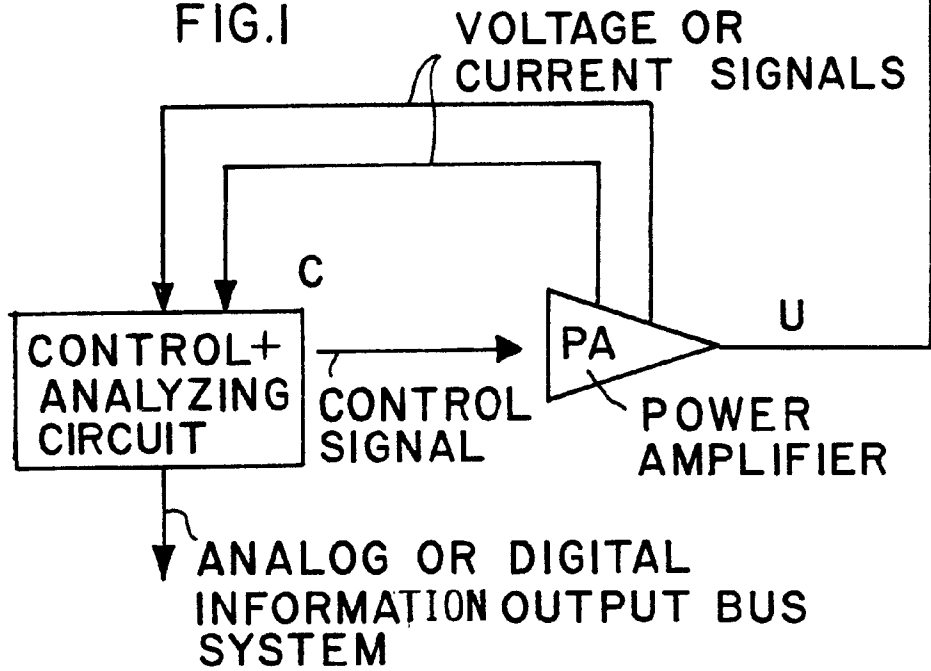 FIG.1
VOLTAGE OR
CURRENT SIGNALS
C
U
CONTROL+
ANALYZING
CIRCUIT
CONTROL
SIGNAL
PA
POWER
AMPLIFIER
ANALOG OR DIGITAL
INFORMATION OUTPUT BUS
SYSTEM